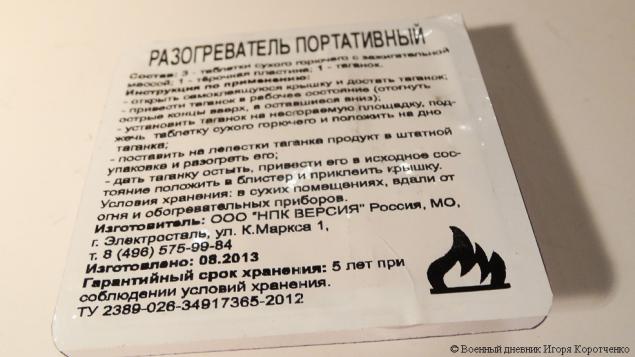 РАЗОГРЕВАТЕЛЬ ПОРТАТИВНЫЙ
Состав: 3 - таблетки сухого горючего с зажигательной
массой; 1 - тёрочная пластина; 1 - таганок.
Инструкция по применению:
- открыть самоклеющуюся крышку и достать таганок;
- привести таганок в рабочее состояние (отогнуть
острые концы вверх, а оставшиеся вниз);
- установить таганок на несгораемую площадку, под-
жечь таблетку сухого горючего и положить на дно
таганка;
- поставить на лепестки таганка продукт в штатной
упаковке и разогреть его;
- дать таганку остыть, привести его в исходное сос-
тояние положить в блистер и приклеить крышку.
Условия хранения: в сухих помещениях, вдали от
огня и обогревательных приборов.
Изготовитель: ООО "НПК ВЕРСИЯ" Россия, МО,
г. Электросталь, ул. К.Маркса 1,
т. 8 (496) 575-99-84
Изготовлено: 08.2013
Гарантийный срок хранения: 5 лет при
соблюдении условий хранения.
ТУ 2389-026-34917365-2012
© Военный дневник Игоря Коротченко